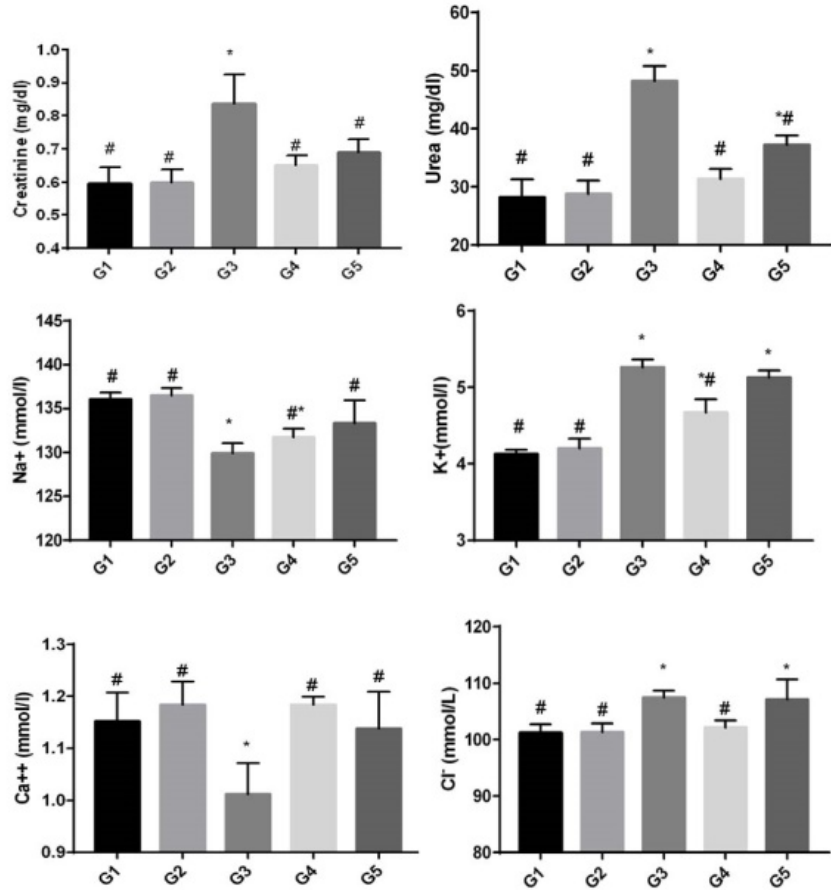 Creatinine (mg/dl)
1.0
0.9
0.8
0.7
0.6
0.5
0.4
#
#
*
#
#
G1
G2
G3
G4
G5
Urea (mg/dl)
60
50
40
30
20
#
#
*
#
*#
G1
G2
G3
G4
G5
Na+ (mmol/l)
145
140
135
130
125
120
#
#
*
#*
#
G1
G2
G3
G4
G5
K+(mmol/l)
6
5
4
3
#
#
*
*#
*
G1
G2
G3
G4
G5
Ca++ (mmol/l)
1.3
1.2
1.1
1.0
0.9
#
#
*
#
#
G1
G2
G3
G4
G5
Cl⁻ (mmol/L)
120
110
100
90
80
#
#
*
#
*
G1
G2
G3
G4
G5